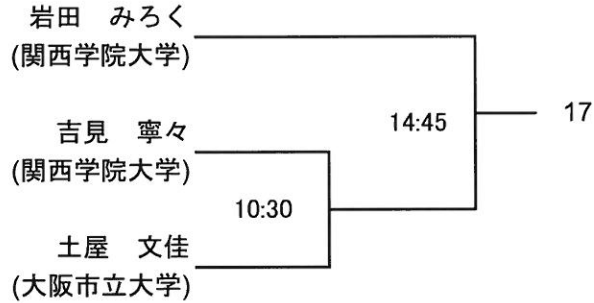 岩田　みろく
(関西学院大学)
14:45
17
吉見　寧々
(関西学院大学)
10:30
土屋　文佳
(大阪市立大学)